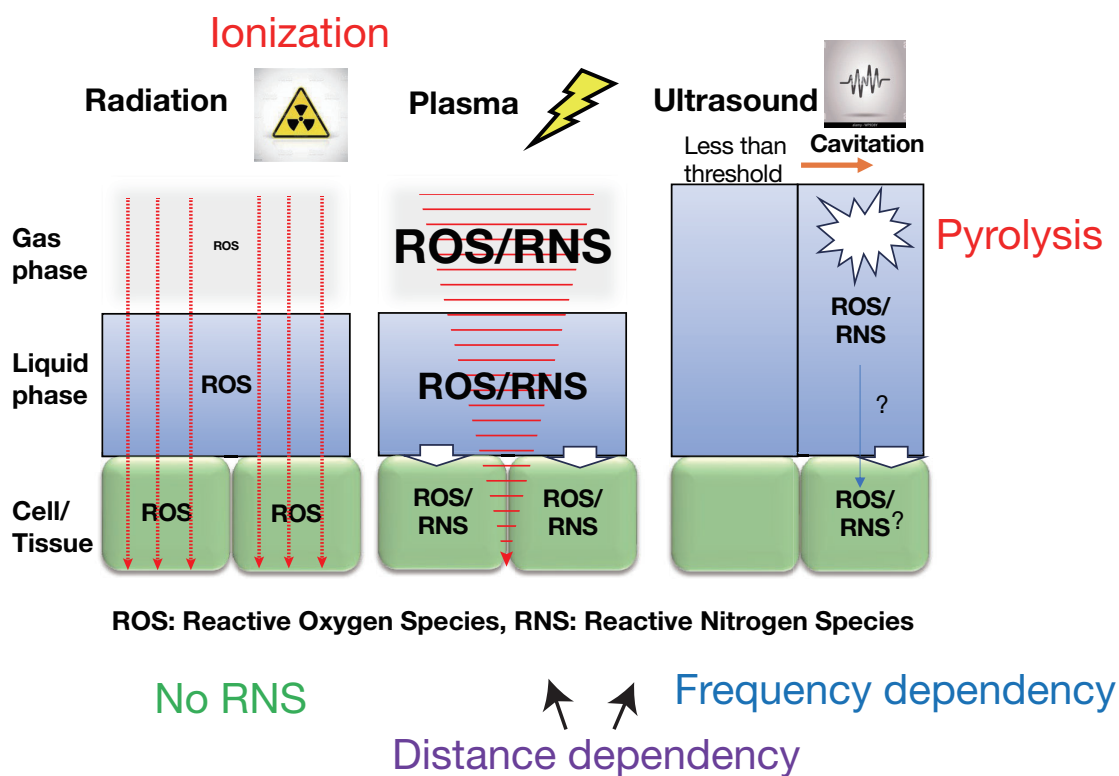 Ionization
Radiation
Plasma
Ultrasound
Less than
threshold
Cavitation
Gas
phase
ROS
ROS/RNS
Pyrolysis
ROS/
RNS
Liquid
phase
ROS
ROS/RNS
?
Cell/
Tissue
ROS
ROS
ROS/
RNS
ROS/
RNS
ROS/
RNS?
ROS: Reactive Oxygen Species, RNS: Reactive Nitrogen Species
No RNS
Frequency dependency
Distance dependency